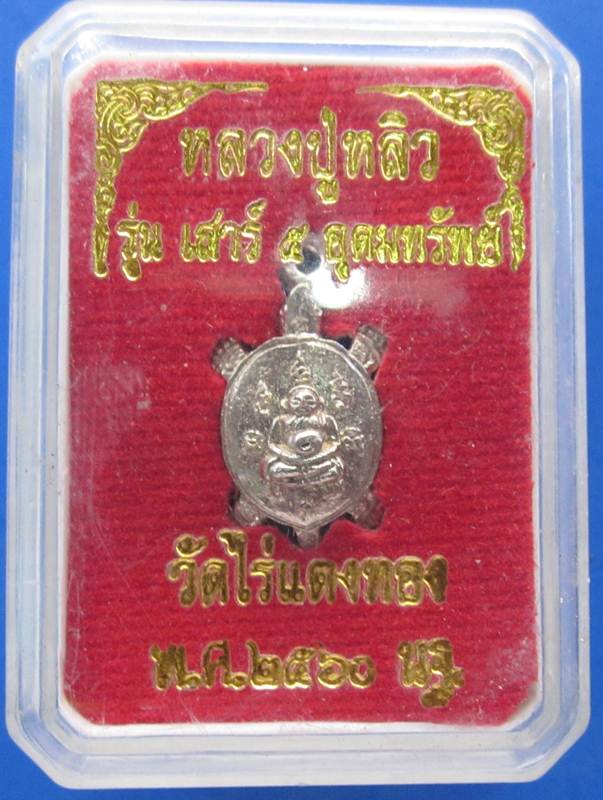 หลวงปู่หลิว
รุ่น เสาร์ ๕ อุดมทรัพย์
วัดไร่แตงทอง
พ.ศ.๒๕๖๐ นฐ.